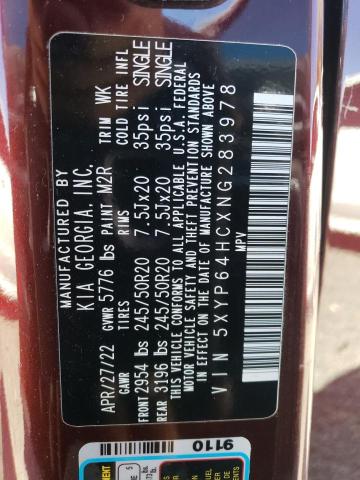 MANUFACTURED BY
KIA GEORGIA, INC.
APR/27/22 GVWR 5776 lbs PAINT M2R TRIM WK
GAWR RIMS COLD TIRE INFL
FRONT 2954 lbs 245/50R20 7.5Jx20 35psi SINGLE
REAR 3196 lbs 245/50R20 7.5Jx20 35psi SINGLE
THIS VEHICLE CONFORMS TO ALL APPLICABLE U.S.A. FEDERAL
MOTOR VEHICLE SAFETY AND THEFT PREVENTION STANDARDS
IN EFFECT ON THE DATE OF MANUFACTURE SHOWN ABOVE
VIN 5XYP64HCXNG283978
MPV
9110